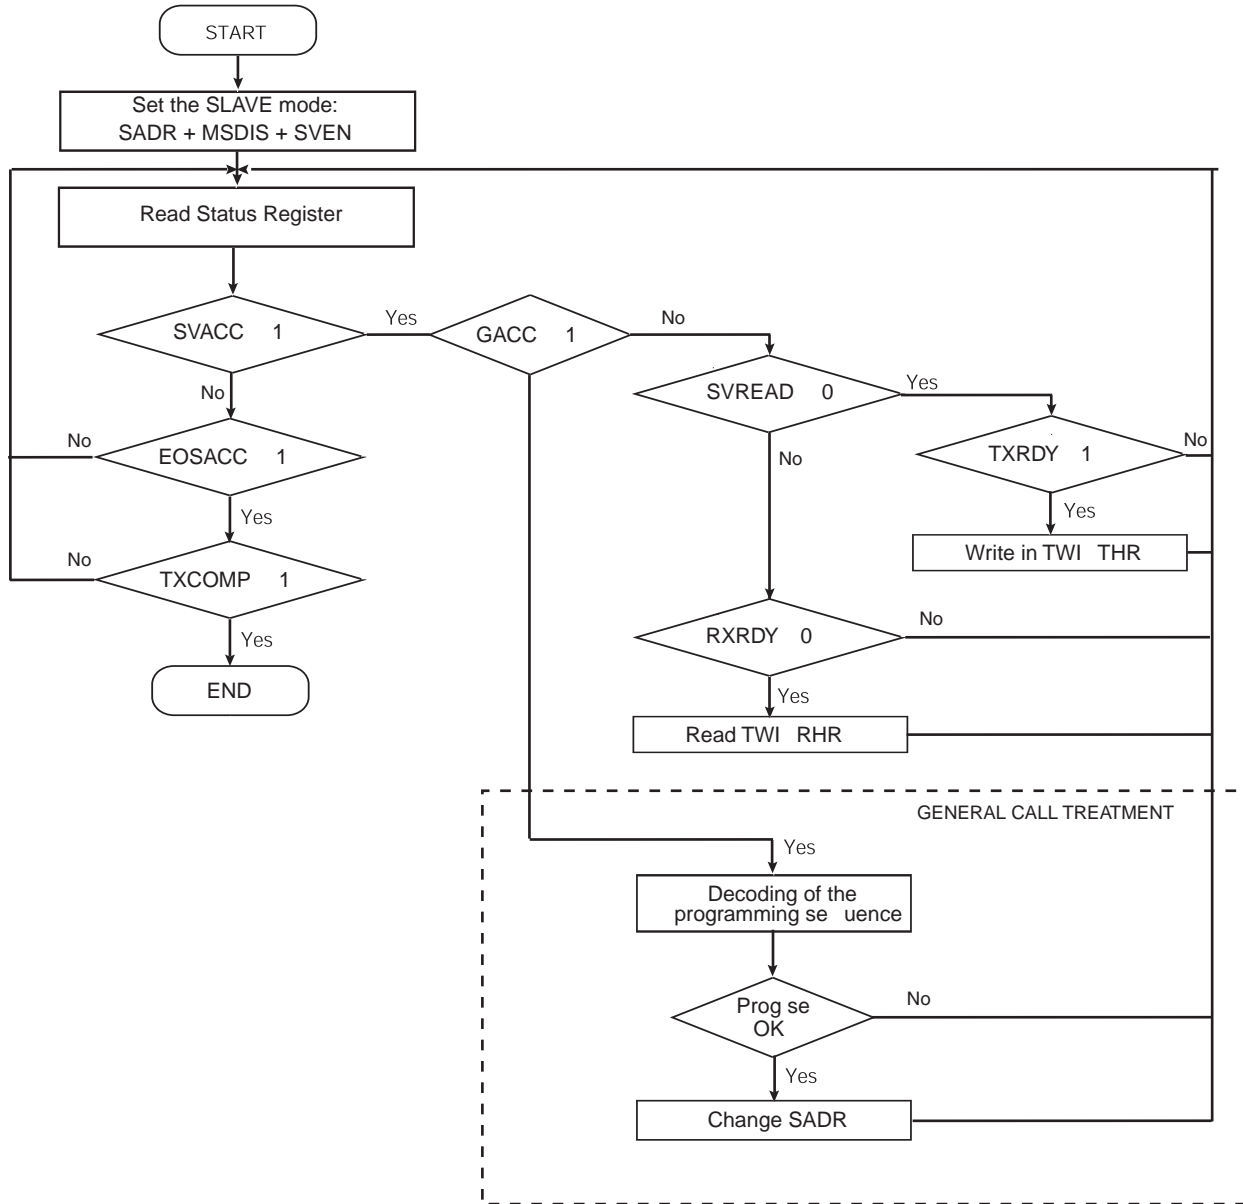 START
Set the SLAVE mode:
SADR + MSDIS + SVEN
Read Status Register
SVACC 1
Yes
GACC 1
No
SVREAD 0
Yes
No
No
EOSACC 1
No
TXRDY 1
No
Yes
Yes
Write in TWI THR
No
TXCOMP 1
Yes
RXRDY 0
No
END
Yes
Read TWI RHR
GENERAL CALL TREATMENT
Yes
Decoding of the
programming se uence
Prog se
OK
No
Yes
Change SADR